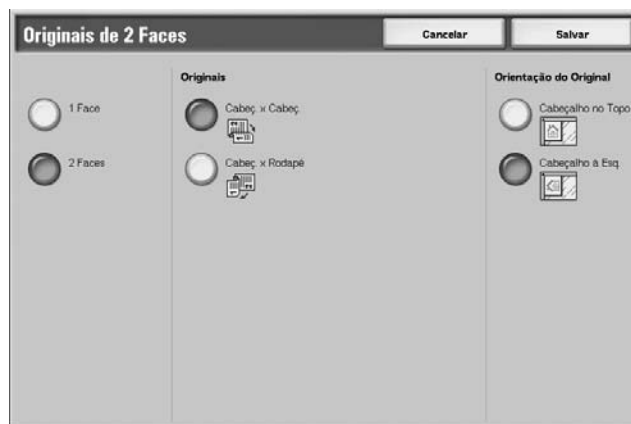 Originais de 2 Faces
Cancelar
Salvar
1 Face
2 Faces
Originais
Cabeç. x Cabeç.
Cabeç. x Rodapé
Orientação do Original
Cabeçalho no Topo
Cabeçalho à Esq.